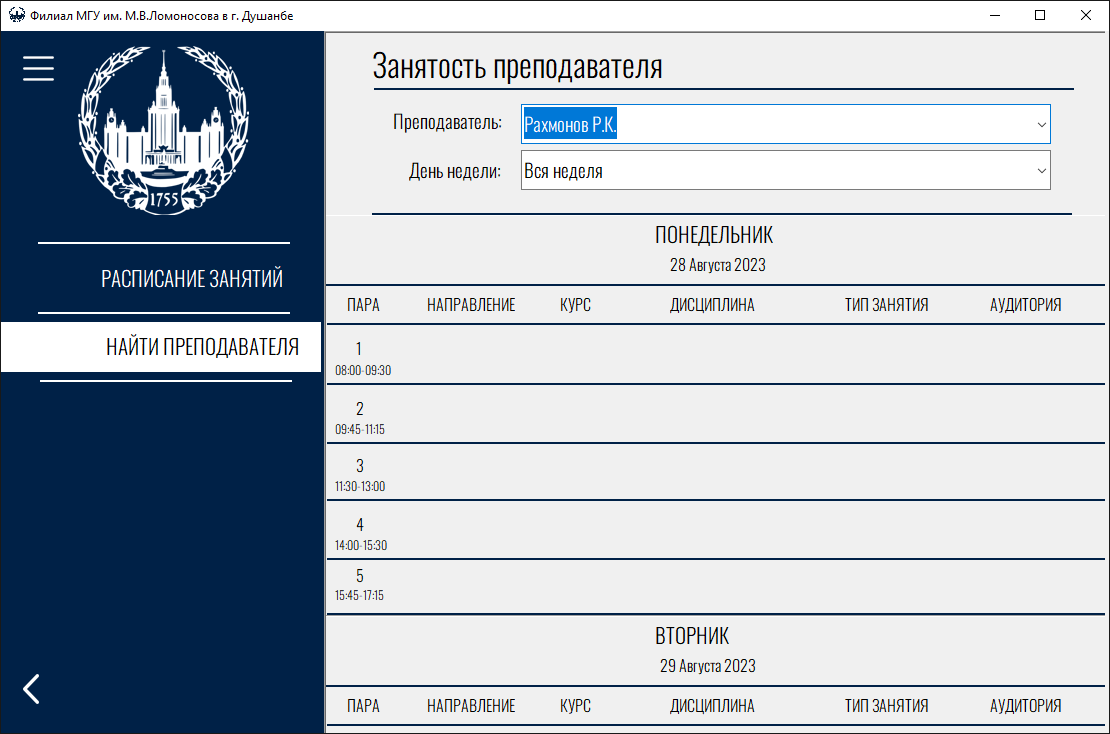 Филиал МГУ им. М.В.Ломоносова в г. Душанбе
1755
РАСПИСАНИЕ ЗАНЯТИЙ
НАЙТИ ПРЕПОДАВАТЕЛЯ
Занятость преподавателя
Преподаватель: Рахмонов Р.К.
День недели: Вся неделя
ПОНЕДЕЛЬНИК
28 Августа 2023
ПАРА НАПРАВЛЕНИЕ КУРС ДИСЦИПЛИНА ТИП ЗАНЯТИЯ АУДИТОРИЯ
1
08:00-09:30
2
09:45-11:15
3
11:30-13:00
4
14:00-15:30
5
15:45-17:15
ВТОРНИК
29 Августа 2023
ПАРА НАПРАВЛЕНИЕ КУРС ДИСЦИПЛИНА ТИП ЗАНЯТИЯ АУДИТОРИЯ